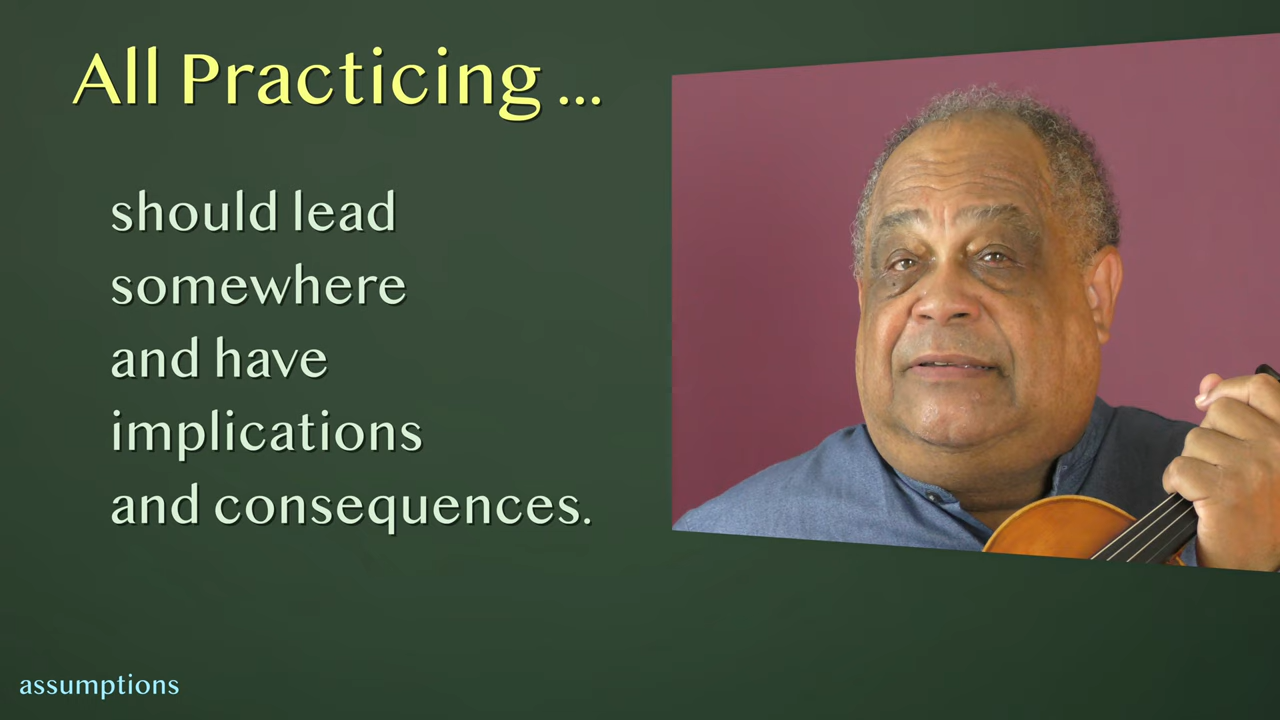 All Practicing ...
should lead
somewhere
and have
implications
and consequences.
assumptions